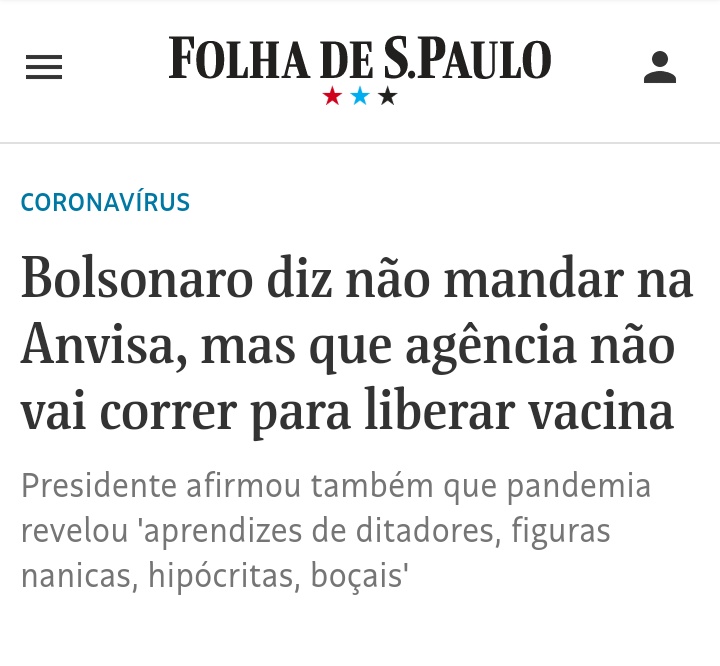 FOLHA DE S.PAULO
CORONAVÍRUS
Bolsonaro diz não mandar na
Anvisa, mas que agência não
vai correr para liberar vacina
Presidente afirmou também que pandemia
revelou 'aprendizes de ditadores, figuras
nanicas, hipócritas, boçais'